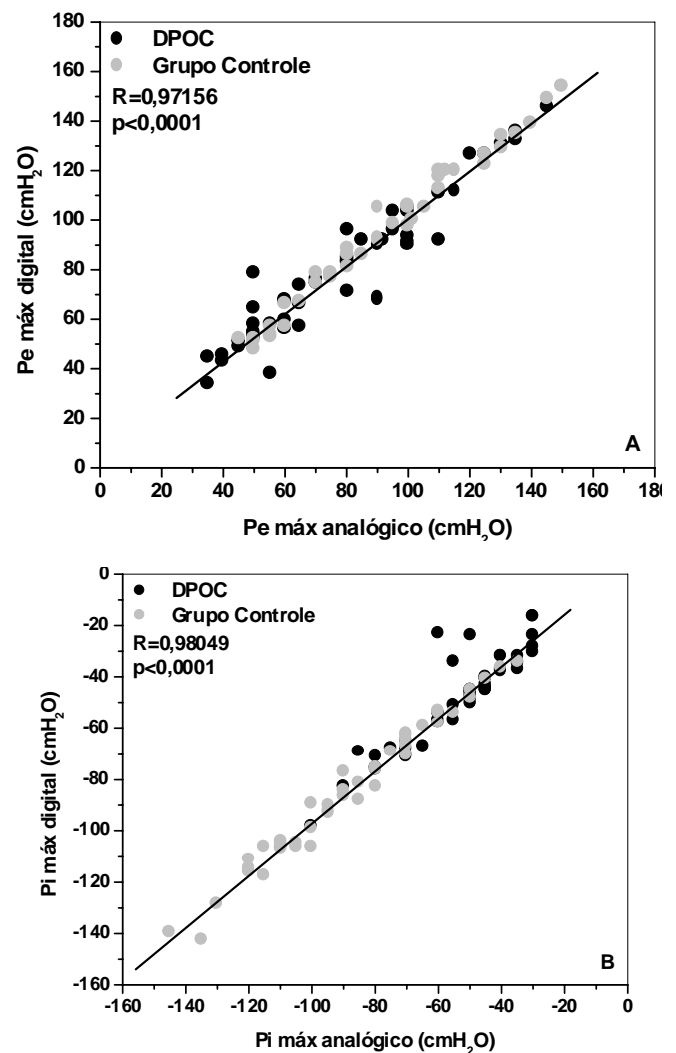 180
DPOC
Grupo Controle
R=0,97156
p<0,0001
160
140
120
100
80
60
40
20
0
Pe máx digital (cmH₂O)
A
0 20 40 60 80 100 120 140 160 180
Pe máx analógico (cmH₂O)
0
DPOC
Grupo Controle
R=0,98049
p<0,0001
-20
-40
-60
-80
-100
-120
-140
-160
Pi máx digital (cmH₂O)
B
-160 -140 -120 -100 -80 -60 -40 -20 0
Pi máx analógico (cmH₂O)